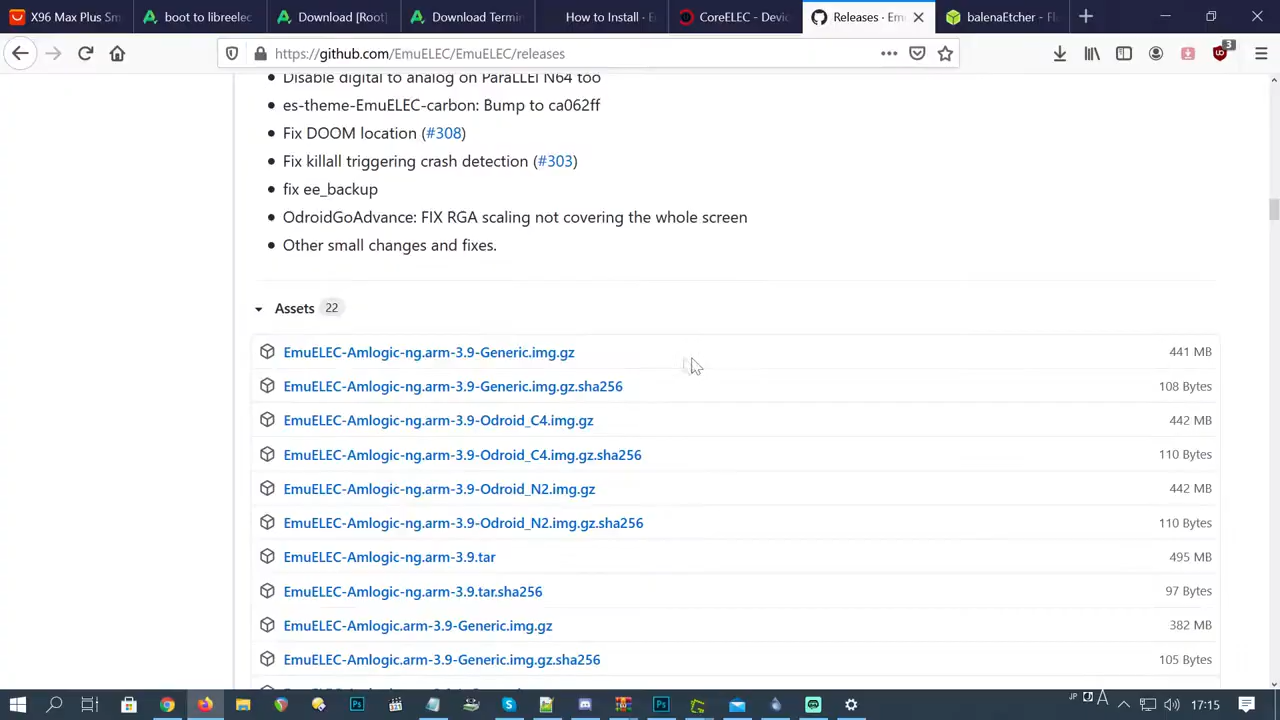 X96 Max Plus Sm
boot to libreelec
Download [Root]
Download Termin
How to Install · E
CoreELEC - Devic
Releases · Emu
balenaEtcher - Fl
https://github.com/EmuELEC/EmuELEC/releases
3
Disable digital to analog on ParaLLEl N64 too
es-theme-EmuELEC-carbon: Bump to ca062ff
Fix DOOM location (#308)
Fix killall triggering crash detection (#303)
fix ee_backup
OdroidGoAdvance: FIX RGA scaling not covering the whole screen
Other small changes and fixes.
Assets 22
EmuELEC-Amlogic-ng.arm-3.9-Generic.img.gz 441 MB
EmuELEC-Amlogic-ng.arm-3.9-Generic.img.gz.sha256 108 Bytes
EmuELEC-Amlogic-ng.arm-3.9-Odroid_C4.img.gz 442 MB
EmuELEC-Amlogic-ng.arm-3.9-Odroid_C4.img.gz.sha256 110 Bytes
EmuELEC-Amlogic-ng.arm-3.9-Odroid_N2.img.gz 442 MB
EmuELEC-Amlogic-ng.arm-3.9-Odroid_N2.img.gz.sha256 110 Bytes
EmuELEC-Amlogic-ng.arm-3.9.tar 495 MB
EmuELEC-Amlogic-ng.arm-3.9.tar.sha256 97 Bytes
EmuELEC-Amlogic.arm-3.9-Generic.img.gz 382 MB
EmuELEC-Amlogic.arm-3.9-Generic.img.gz.sha256 105 Bytes
JP A 17:15